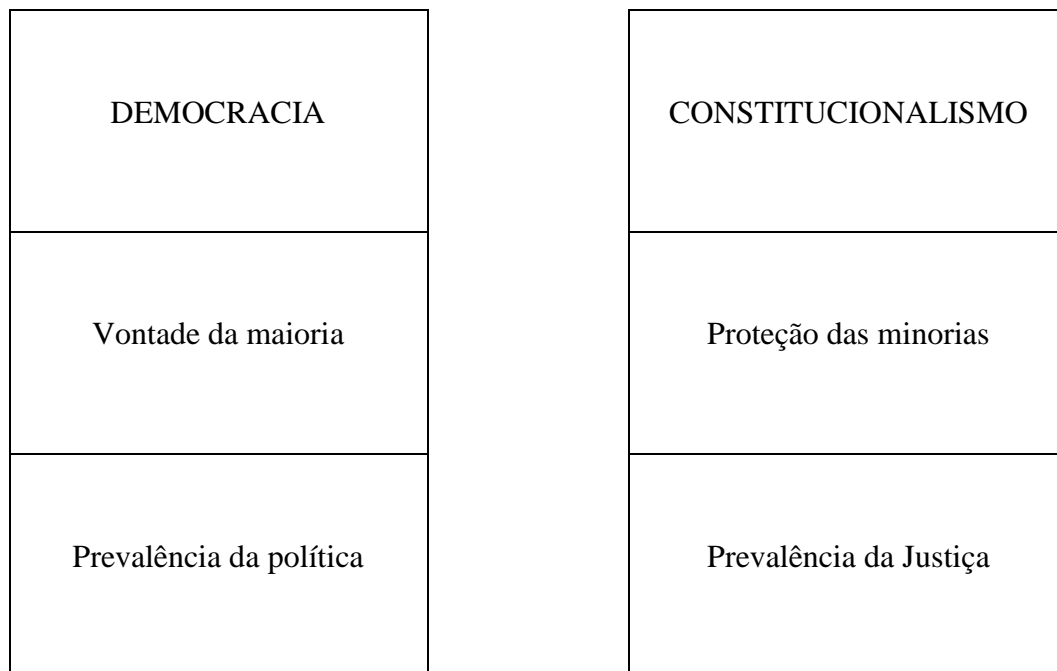 DEMOCRACIA
CONSTITUCIONALISMO
Vontade da maioria
Proteção das minorias
Prevalência da política
Prevalência da Justiça